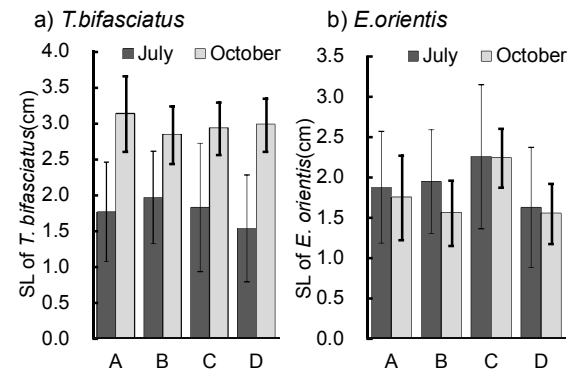 a) T.bifasciatus
SL of T. bifasciatus(cm)
4.0
3.5
3.0
2.5
2.0
1.5
1.0
0.5
0.0
July
October
A
B
C
D
b) E.orientis
SL of E. orientis(cm)
3.5
3.0
2.5
2.0
1.5
1.0
0.5
0.0
July
October
A
B
C
D